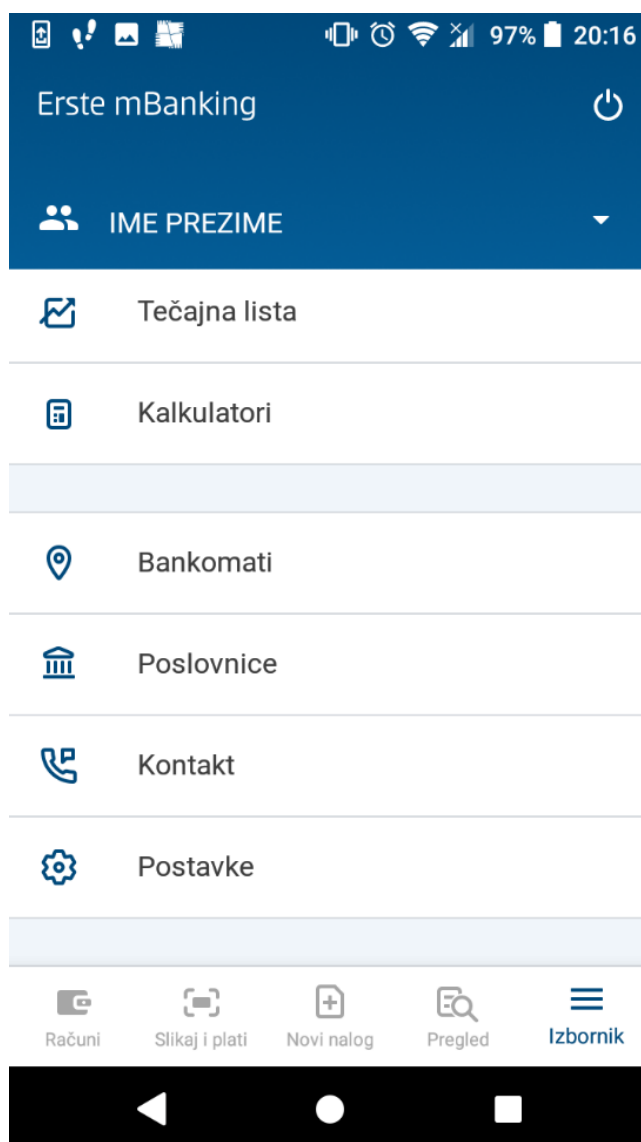 97% 20:16
Erste mBanking
IME PREZIME
Tečajna lista
Kalkulatori
Bankomati
Poslovnice
Kontakt
Postavke
Računi Slikaj i plati Novi nalog Pregled Izbornik